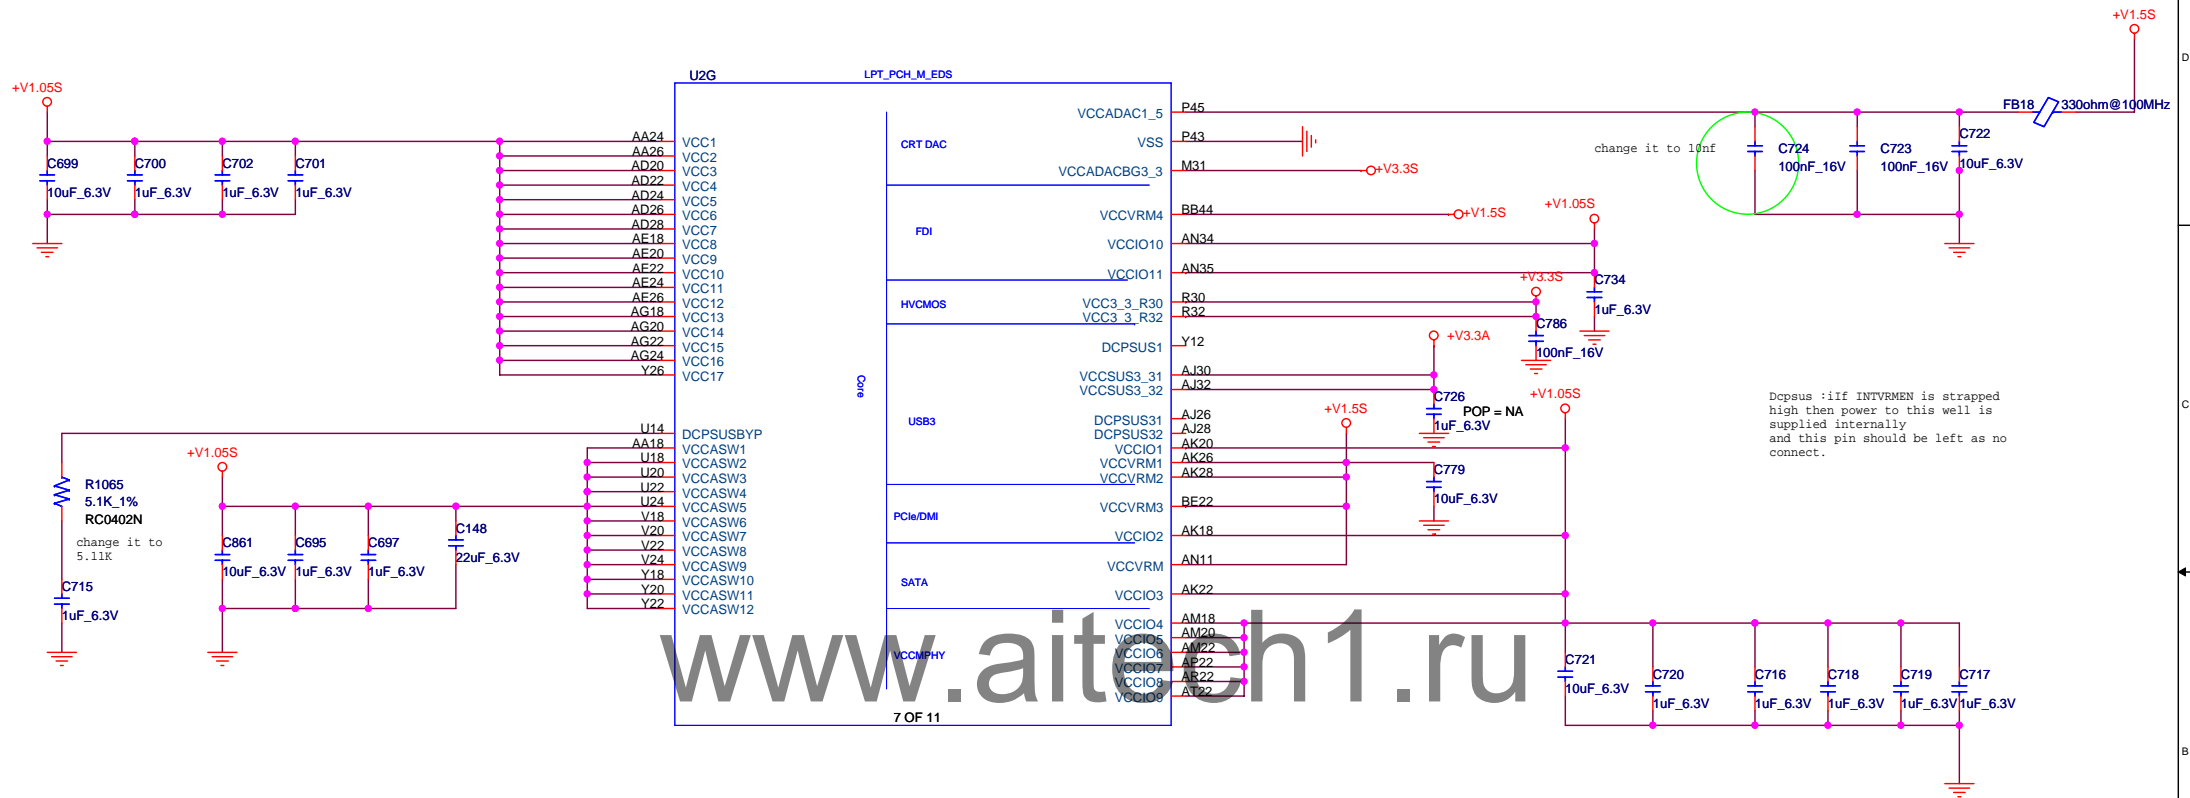 +V1.5S
D
U2G
LPT_PCH_M_EDS
+V1.05S
C699
10uF_6.3V
C700
1uF_6.3V
C702
1uF_6.3V
C701
1uF_6.3V
AA24 VCC1
AA26 VCC2
AD20 VCC3
AD22 VCC4
AD24 VCC5
AD26 VCC6
AD28 VCC7
AE18 VCC8
AE20 VCC9
AE22 VCC10
AE24 VCC11
AE26 VCC12
AG18 VCC13
AG20 VCC14
AG22 VCC15
AG24 VCC16
Y26 VCC17
U14 DCPSUSBYP
AA18 VCCASW1
U18 VCCASW2
U20 VCCASW3
U22 VCCASW4
U24 VCCASW5
V18 VCCASW6
V20 VCCASW7
V22 VCCASW8
V24 VCCASW9
Y18 VCCASW10
Y20 VCCASW11
Y22 VCCASW12
R1065
5.1K_1%
RC0402N
change it to
5.11K
C715
1uF_6.3V
+V1.05S
C861
10uF_6.3V
C695
1uF_6.3V
C697
1uF_6.3V
C148
22uF_6.3V
Core
CRT DAC
FDI
HVCMOS
USB3
PCIe/DMI
SATA
VCCMPHY
7 OF 11
VCCADAC1_5 P45
VSS P43
VCCADACBG3_3 M31
+V3.3S
VCCVRM4 BB44
+V1.5S
VCCIO10 AN34
VCCIO11 AN35
VCC3_3_R30 R30
VCC3_3_R32 R32
DCPSUS1 Y12
VCCSUS3_31 AJ30
VCCSUS3_32 AJ32
DCPSUS31 AJ26
DCPSUS32 AJ28
VCCIO1 AK20
VCCVRM1 AK26
VCCVRM2 AK28
VCCVRM3 BE22
VCCIO2 AK18
VCCVRM AN11
VCCIO3 AK22
VCCIO4 AM18
VCCIO5 AM20
VCCIO6 AM22
VCCIO7 AP22
VCCIO8 AR22
VCCIO9 AT22
FB18 330ohm@100MHz
change it to 10nf
C724
100nF_16V
C723
100nF_16V
C722
10uF_6.3V
+V1.05S
C734
1uF_6.3V
+V3.3S
C786
100nF_16V
+V3.3A
C726
POP = NA
1uF_6.3V
+V1.5S
C779
10uF_6.3V
+V1.05S
Dcpsus :iIf INTVRMEN is strapped
high then power to this well is
supplied internally
and this pin should be left as no
connect.
C
C721
10uF_6.3V
C720
1uF_6.3V
C716
1uF_6.3V
C718
1uF_6.3V
C719
1uF_6.3V
C717
1uF_6.3V
B
www.aitech1.ru